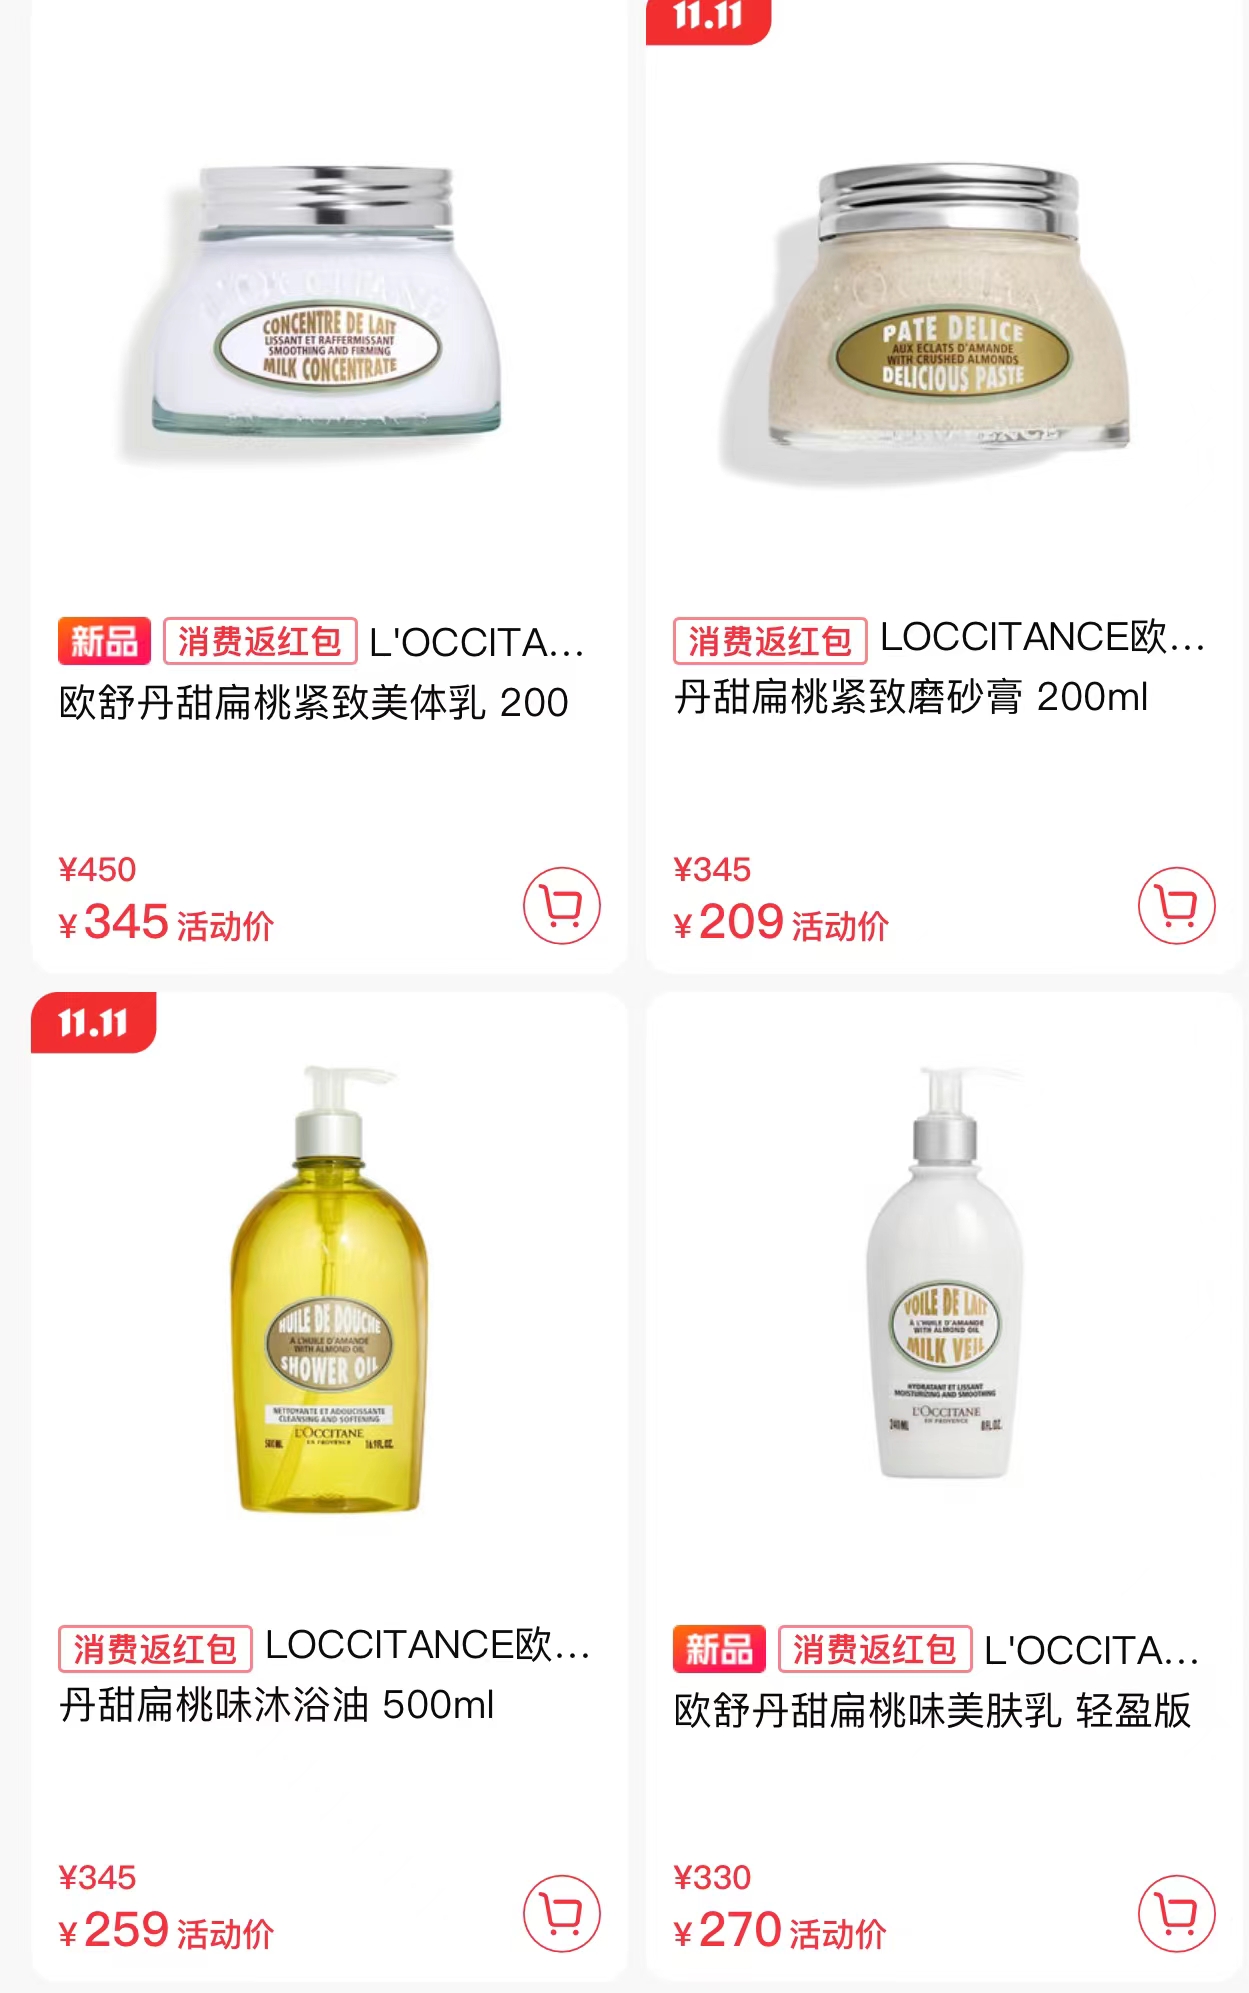 11.11
L'OCCITANE
CONCENTRE DE LAIT
LISSANT ET RAFFERMISSANT
SMOOTHING AND FIRMING
MILK CONCENTRATE
EN PROVENCE
PATE DELICE
AUX ECLATS D'AMANDE
WITH CRUSHED ALMONDS
DELICIOUS PASTE
新品 消费返红包 L'OCCITA...
欧舒丹甜扁桃紧致美体乳 200
¥450
¥345 活动价
消费返红包 LOCCITANCE欧...
丹甜扁桃紧致磨砂膏 200ml
¥345
¥209 活动价
11.11
HUILE DE DOUCHE
A L'HUILE D'AMANDE
WITH ALMOND OIL
SHOWER OIL
NETTOYANTE ET ADOUCISSANTE
CLEANSING AND SOFTENING
L'OCCITANE
EN PROVENCE
500 ML 16.9 FL.OZ.
VOILE DE LAIT
À L'HUILE D'AMANDE
WITH ALMOND OIL
MILK VEIL
HYDRATANT ET LISSANT
MOISTURIZING AND SMOOTHING
L'OCCITANE
EN PROVENCE
240 ML 8 FL.OZ.
消费返红包 LOCCITANCE欧...
丹甜扁桃味沐浴油 500ml
¥345
¥259 活动价
新品 消费返红包 L'OCCITA...
欧舒丹甜扁桃味美肤乳 轻盈版
¥330
¥270 活动价